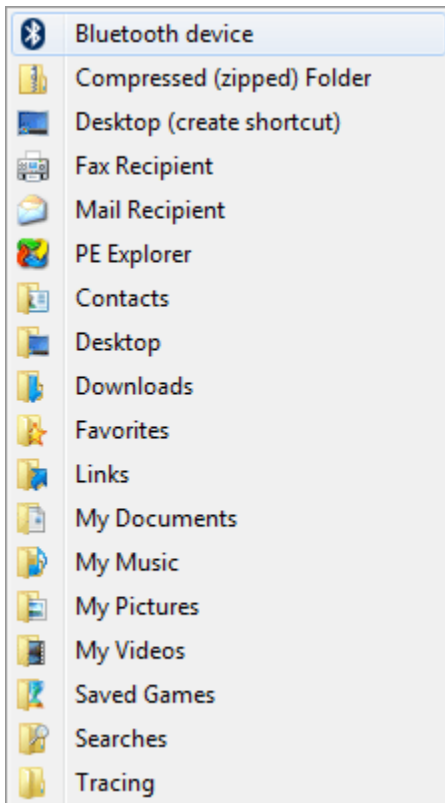 Bluetooth device
Compressed (zipped) Folder
Desktop (create shortcut)
Fax Recipient
Mail Recipient
PE Explorer
Contacts
Desktop
Downloads
Favorites
Links
My Documents
My Music
My Pictures
My Videos
Saved Games
Searches
Tracing